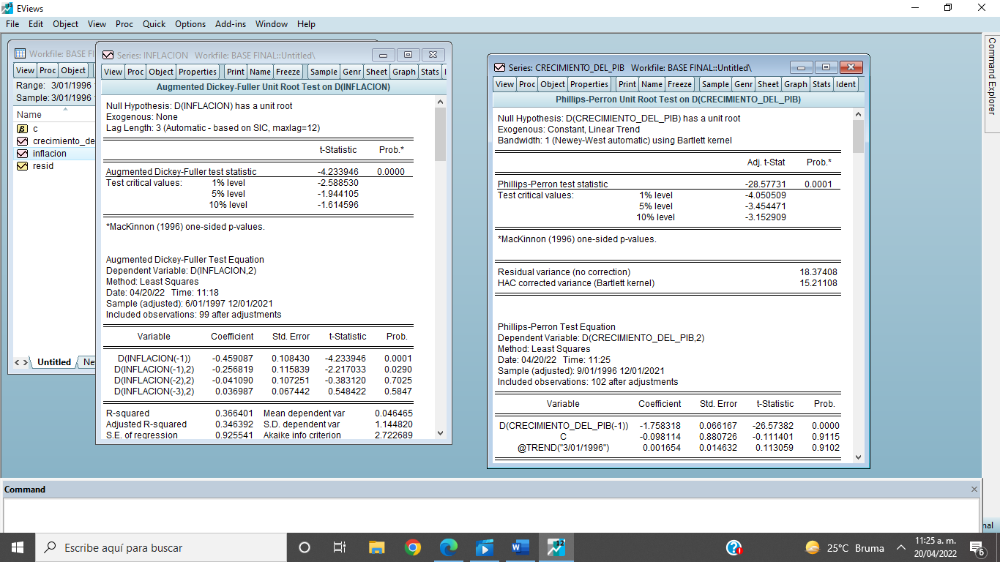 EViews
File Edit Object View Proc Quick Options Add-ins Window Help
Workfile: BASE FI
View Proc Object
Range: 3/01/1996
Sample: 3/01/1996
Name
c
crecimiento_de
inflacion
resid
< > Untitled Ne
Series: INFLACION Workfile: BASE FINAL::Untitled\
View Proc Object Properties Print Name Freeze Sample Genr Sheet Graph Stats I
Augmented Dickey-Fuller Unit Root Test on D(INFLACION)
Null Hypothesis: D(INFLACION) has a unit root
Exogenous: None
Lag Length: 3 (Automatic - based on SIC, maxlag=12)
t-Statistic Prob.*
Augmented Dickey-Fuller test statistic -4.233946 0.0000
Test critical values: 1% level -2.588530
5% level -1.944105
10% level -1.614596
*MacKinnon (1996) one-sided p-values.
Augmented Dickey-Fuller Test Equation
Dependent Variable: D(INFLACION,2)
Method: Least Squares
Date: 04/20/22 Time: 11:18
Sample (adjusted): 6/01/1997 12/01/2021
Included observations: 99 after adjustments
Variable Coefficient Std. Error t-Statistic Prob.
D(INFLACION(-1)) -0.459087 0.108430 -4.233946 0.0001
D(INFLACION(-1),2) -0.256819 0.115839 -2.217033 0.0290
D(INFLACION(-2),2) -0.041090 0.107251 -0.383120 0.7025
D(INFLACION(-3),2) 0.036987 0.067442 0.548422 0.5847
R-squared 0.366401 Mean dependent var 0.046465
Adjusted R-squared 0.346392 S.D. dependent var 1.144820
S.E. of regression 0.925541 Akaike info criterion 2.722689
Series: CRECIMIENTO_DEL_PIB Workfile: BASE FINAL::Untitled\
View Proc Object Properties Print Name Freeze Sample Genr Sheet Graph Stats Ident
Phillips-Perron Unit Root Test on D(CRECIMIENTO_DEL_PIB)
Null Hypothesis: D(CRECIMIENTO_DEL_PIB) has a unit root
Exogenous: Constant, Linear Trend
Bandwidth: 1 (Newey-West automatic) using Bartlett kernel
Adj. t-Stat Prob.*
Phillips-Perron test statistic -28.57731 0.0001
Test critical values: 1% level -4.050509
5% level -3.454471
10% level -3.152909
*MacKinnon (1996) one-sided p-values.
Residual variance (no correction) 18.37408
HAC corrected variance (Bartlett kernel) 15.21108
Phillips-Perron Test Equation
Dependent Variable: D(CRECIMIENTO_DEL_PIB,2)
Method: Least Squares
Date: 04/20/22 Time: 11:25
Sample (adjusted): 9/01/1996 12/01/2021
Included observations: 102 after adjustments
Variable Coefficient Std. Error t-Statistic Prob.
D(CRECIMIENTO_DEL_PIB(-1)) -1.758318 0.066167 -26.57382 0.0000
C -0.098114 0.880726 -0.111401 0.9115
@TREND("3/01/1996") 0.001654 0.014632 0.113059 0.9102
Command Explorer
Command
nal
Escribe aquí para buscar
12
25°C Bruma
11:25 a. m.
20/04/2022
6